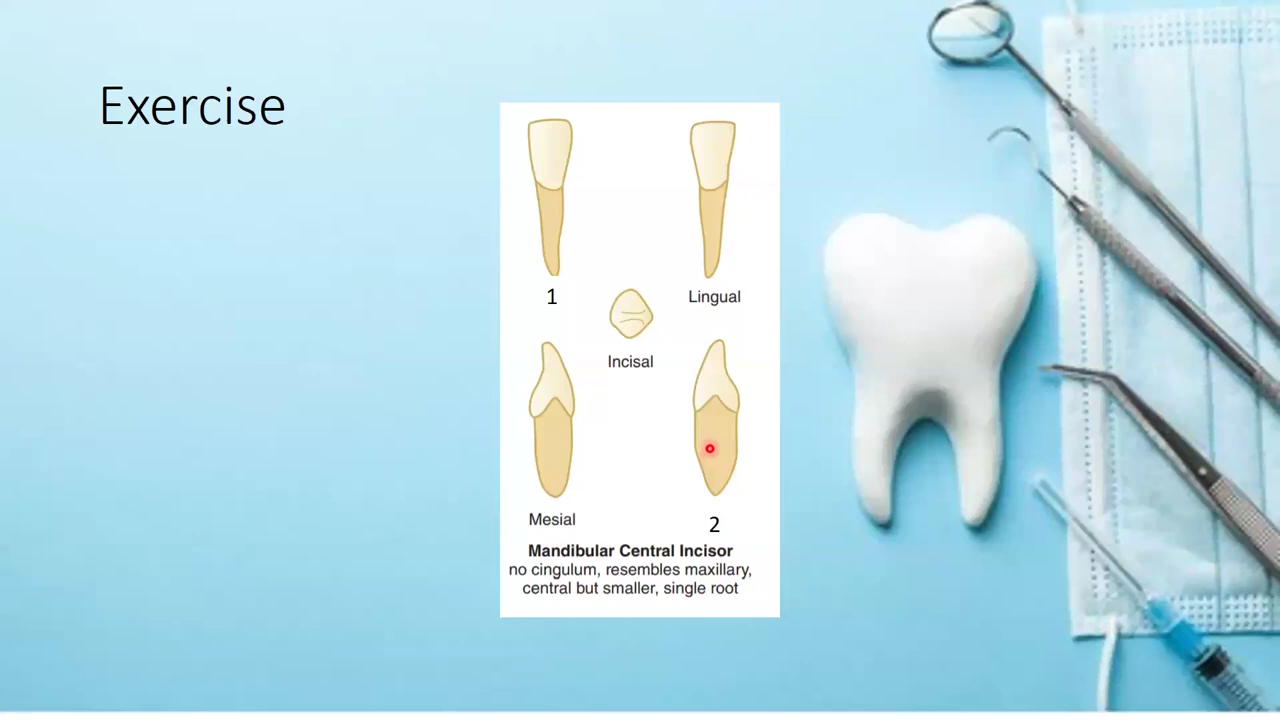 Exercise
1
Lingual
Incisal
Mesial
2
Mandibular Central Incisor
no cingulum, resembles maxillary,
central but smaller, single root